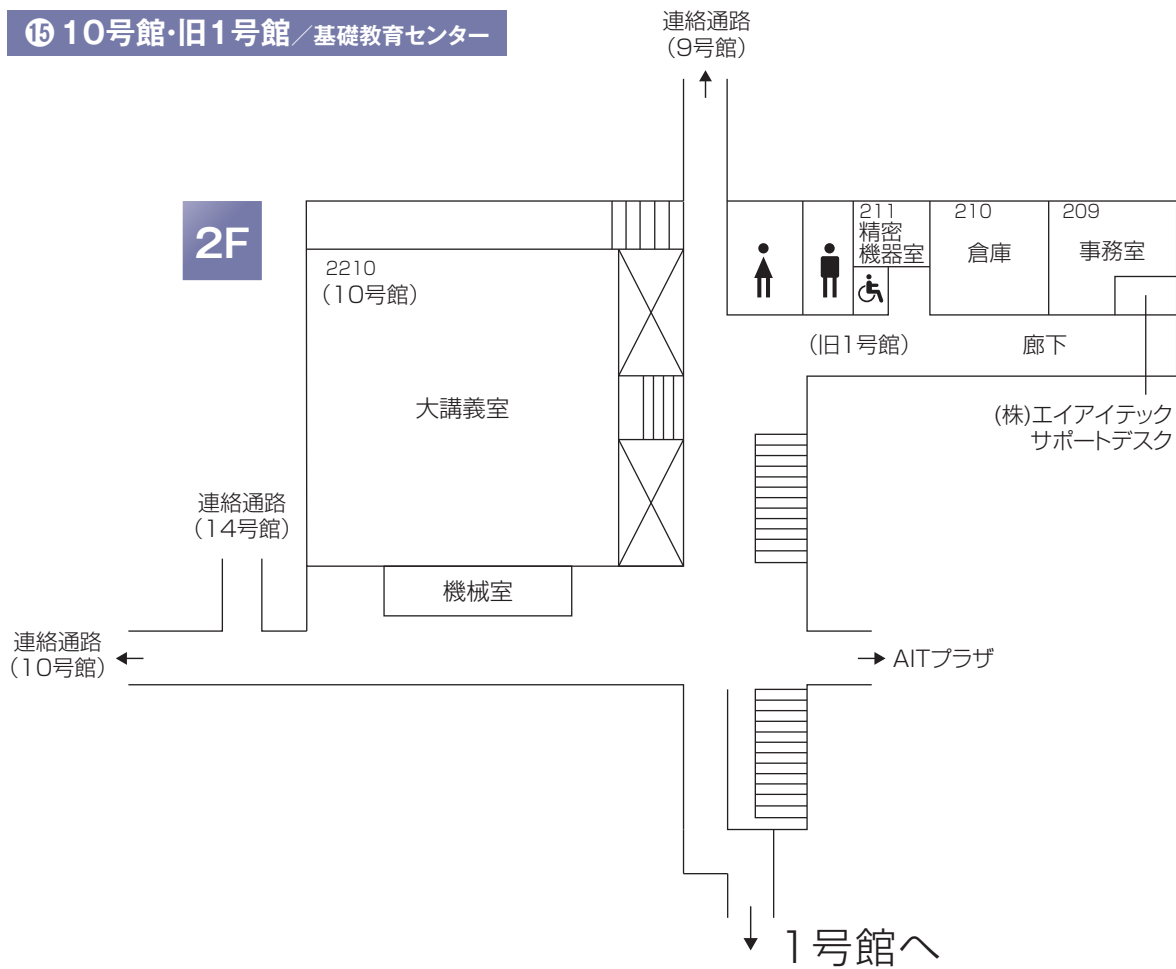 ⑮ 10号館・旧1号館／基礎教育センター
連絡通路
（9号館）
2F
2210
（10号館）
大講義室
機械室
211
精密
機器室
210
倉庫
209
事務室
（旧1号館）
廊下
(株)エイアイテック
サポートデスク
連絡通路
（14号館）
連絡通路
（10号館）
AITプラザ
1号館へ